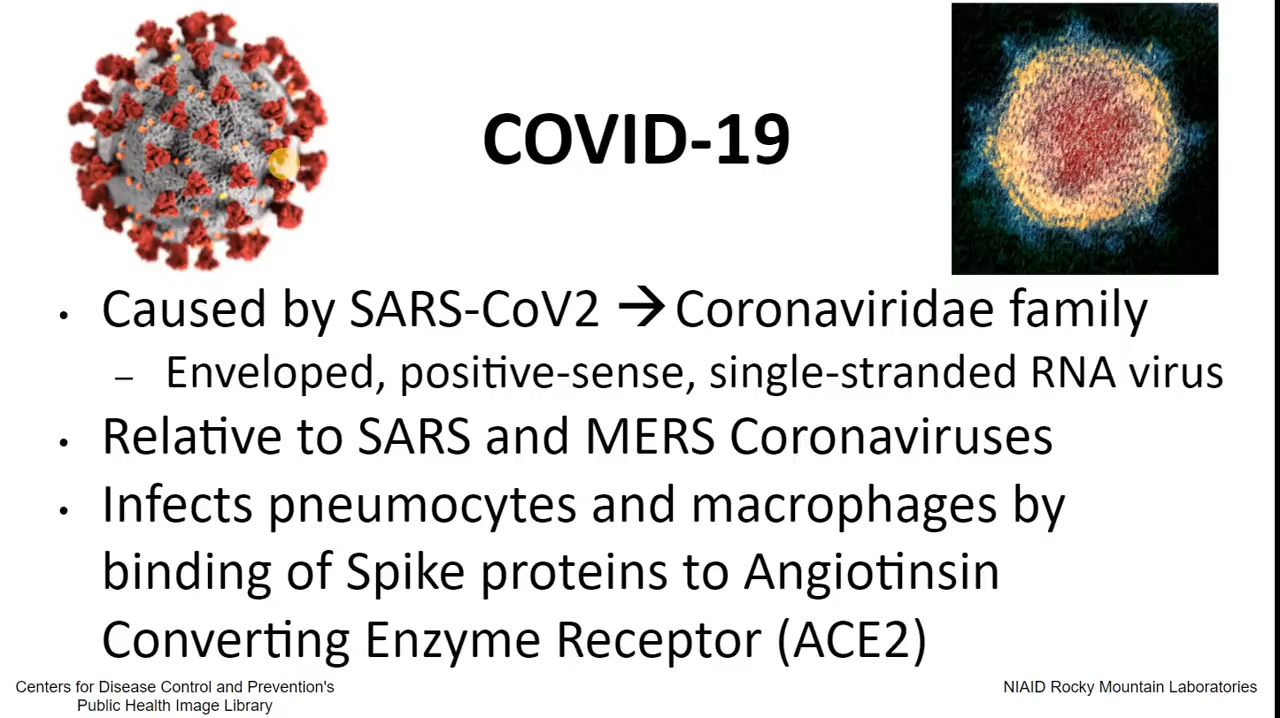 COVID-19
• Caused by SARS-CoV2 → Coronaviridae family
– Enveloped, positive-sense, single-stranded RNA virus
• Relative to SARS and MERS Coronaviruses
• Infects pneumocytes and macrophages by
binding of Spike proteins to Angiotinsin
Converting Enzyme Receptor (ACE2)
Centers for Disease Control and Prevention's
Public Health Image Library
NIAID Rocky Mountain Laboratories